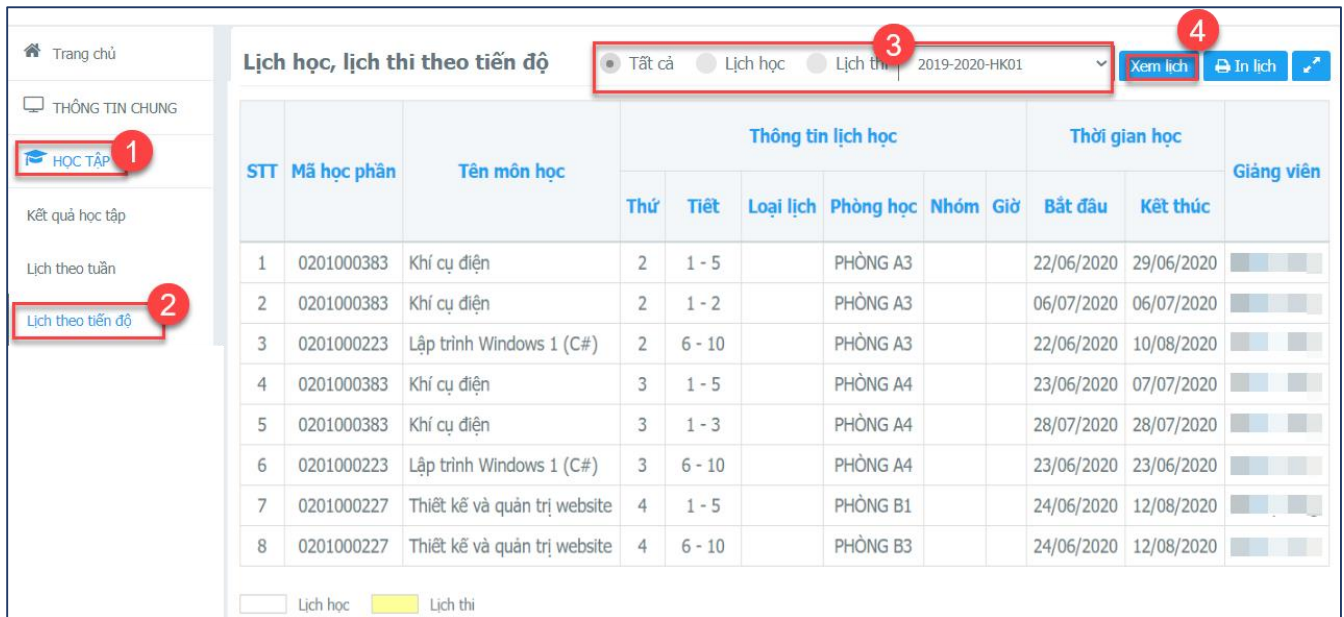 Trang chủ
THÔNG TIN CHUNG
HỌC TẬP
1
Kết quả học tập
Lịch theo tuần
Lịch theo tiến độ
2
Lịch học, lịch thi theo tiến độ
Tất cả Lịch học Lịch thi 2019-2020-HK01
3
4
Xem lịch In lịch
STT Mã học phần Tên môn học Thông tin lịch học Thời gian học Giảng viên
Thứ Tiết Loại lịch Phòng học Nhóm Giờ Bắt đầu Kết thúc
1 0201000383 Khí cụ điện 2 1 - 5 PHÒNG A3 22/06/2020 29/06/2020
2 0201000383 Khí cụ điện 2 1 - 2 PHÒNG A3 06/07/2020 06/07/2020
3 0201000223 Lập trình Windows 1 (C#) 2 6 - 10 PHÒNG A3 22/06/2020 10/08/2020
4 0201000383 Khí cụ điện 3 1 - 5 PHÒNG A4 23/06/2020 07/07/2020
5 0201000383 Khí cụ điện 3 1 - 3 PHÒNG A4 28/07/2020 28/07/2020
6 0201000223 Lập trình Windows 1 (C#) 3 6 - 10 PHÒNG A4 23/06/2020 23/06/2020
7 0201000227 Thiết kế và quản trị website 4 1 - 5 PHÒNG B1 24/06/2020 12/08/2020
8 0201000227 Thiết kế và quản trị website 4 6 - 10 PHÒNG B3 24/06/2020 12/08/2020
Lịch học Lịch thi